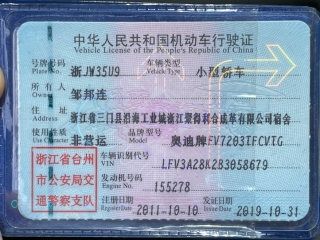 中华人民共和国机动车行驶证
Vehicle License of the People's Republic of China
号牌号码 浙JW35U9 车辆类型 小型轿车
Plate No. Vehicle Type
所有人 邹邦连
Owner
住址 浙江省三门县沿海工业城浙江聚得利合成革有限公司宿舍
Address
使用性质 非营运 品牌型号 奥迪牌FV7203TFCVTG
Use Character Model
浙江省台州 车辆识别代号 LFV3A28K2B3058679
VIN
市公安局交 发动机号码 155278
Engine No.
通警察支队 注册日期 2011-10-10 发证日期 2019-10-31
Register Date Issue Date